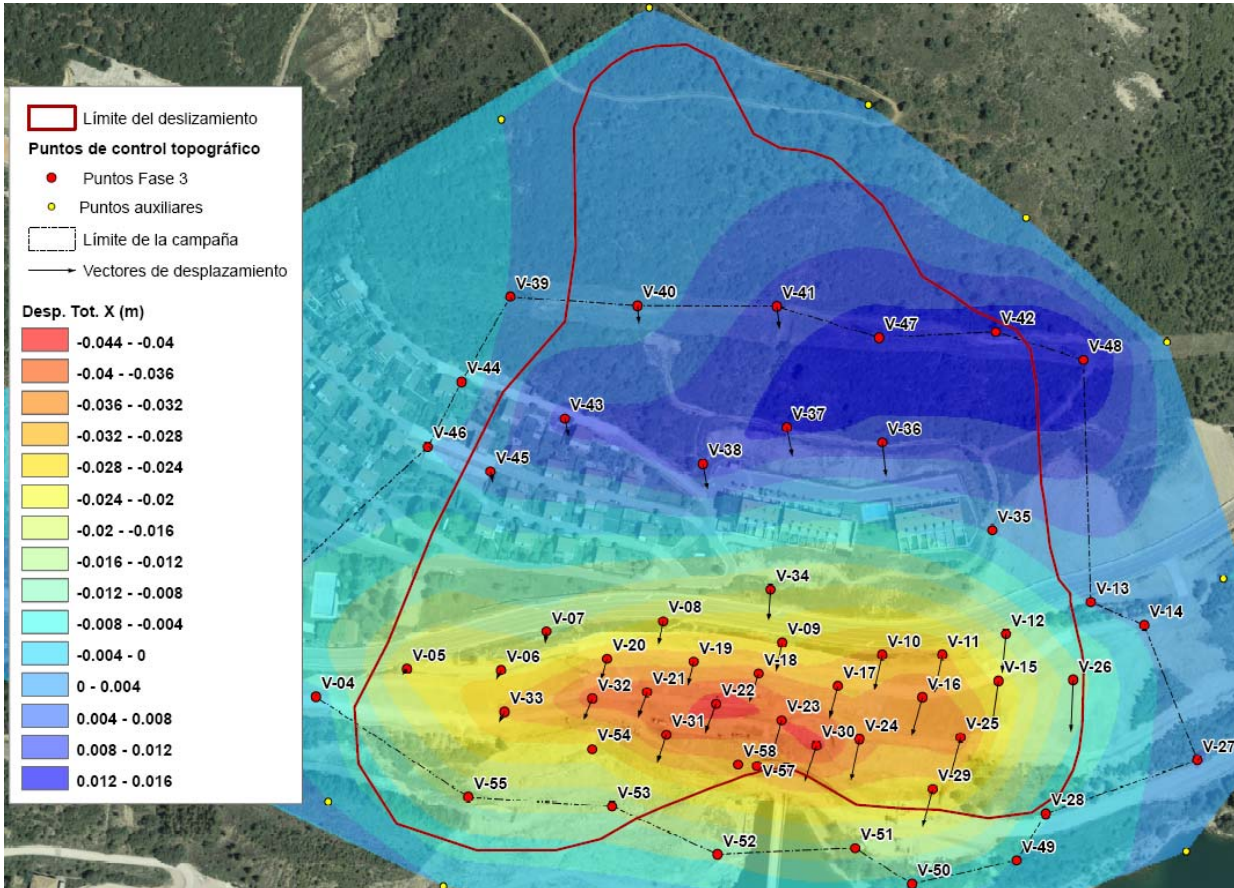 Límite del deslizamiento
Puntos de control topográfico
Puntos Fase 3
Puntos auxiliares
Límite de la campaña
Vectores de desplazamiento
Desp. Tot. X (m)
-0.044 - -0.04
-0.04 - -0.036
-0.036 - -0.032
-0.032 - -0.028
-0.028 - -0.024
-0.024 - -0.02
-0.02 - -0.016
-0.016 - -0.012
-0.012 - -0.008
-0.008 - -0.004
-0.004 - 0
0 - 0.004
0.004 - 0.008
0.008 - 0.012
0.012 - 0.016
V-39
V-40
V-41
V-47
V-42
V-48
V-44
V-43
V-37
V-36
V-46
V-45
V-38
V-35
V-34
V-13
V-14
V-07
V-08
V-09
V-12
V-05
V-06
V-20
V-19
V-18
V-10
V-11
V-15
V-26
V-04
V-33
V-32
V-21
V-22
V-17
V-16
V-31
V-23
V-30
V-24
V-25
V-54
V-58
V-57
V-27
V-55
V-53
V-29
V-28
V-52
V-51
V-49
V-50